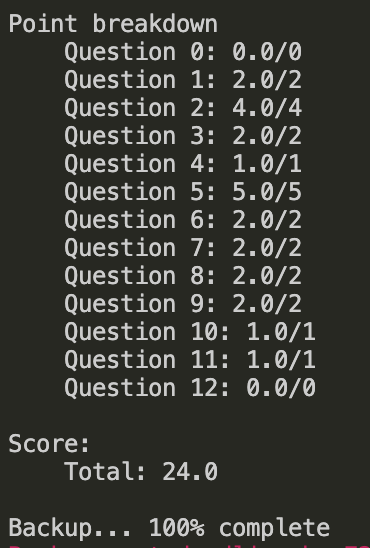 Point breakdown
    Question 0: 0.0/0
    Question 1: 2.0/2
    Question 2: 4.0/4
    Question 3: 2.0/2
    Question 4: 1.0/1
    Question 5: 5.0/5
    Question 6: 2.0/2
    Question 7: 2.0/2
    Question 8: 2.0/2
    Question 9: 2.0/2
    Question 10: 1.0/1
    Question 11: 1.0/1
    Question 12: 0.0/0

Score:
    Total: 24.0

Backup... 100% complete